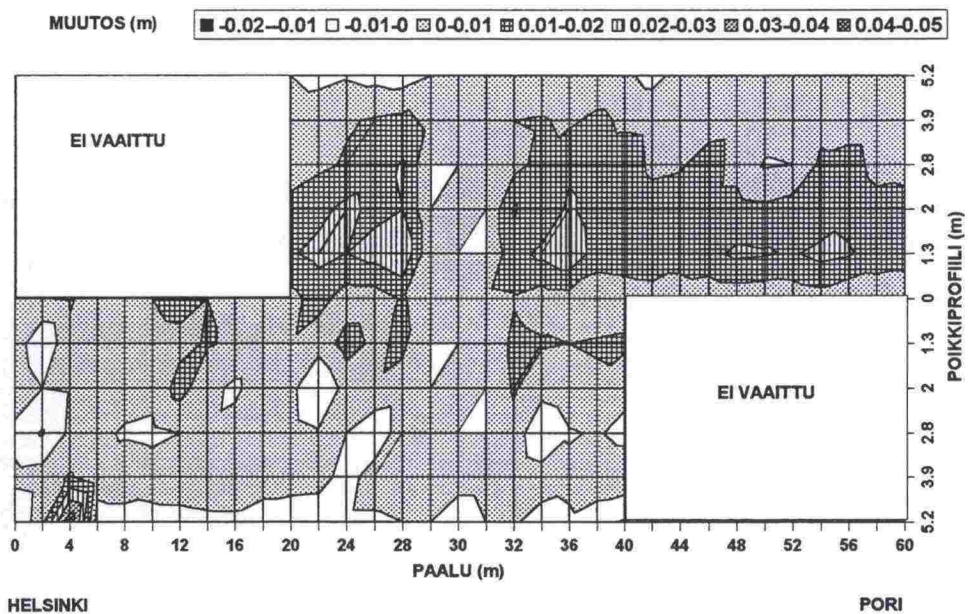 MUUTOS (m) -0.02--0.01 -0.01-0 0-0.01 0.01-0.02 0.02-0.03 0.03-0.04 0.04-0.05
EI VAAITTU
EI VAAITTU
5.2
3.9
2.8
2
1.3
0
1.3
2
2.8
3.9
5.2
POIKKIPROFIILI (m)
0 4 8 12 16 20 24 28 30 32 36 40 44 48 52 56 60
PAALU (m)
HELSINKI PORI